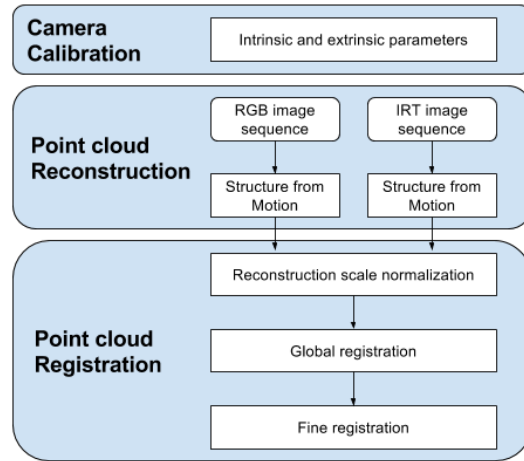 Camera
Calibration
Intrinsic and extrinsic parameters
Point cloud
Reconstruction
RGB image
sequence
IRT image
sequence
Structure from
Motion
Structure from
Motion
Point cloud
Registration
Reconstruction scale normalization
Global registration
Fine registration